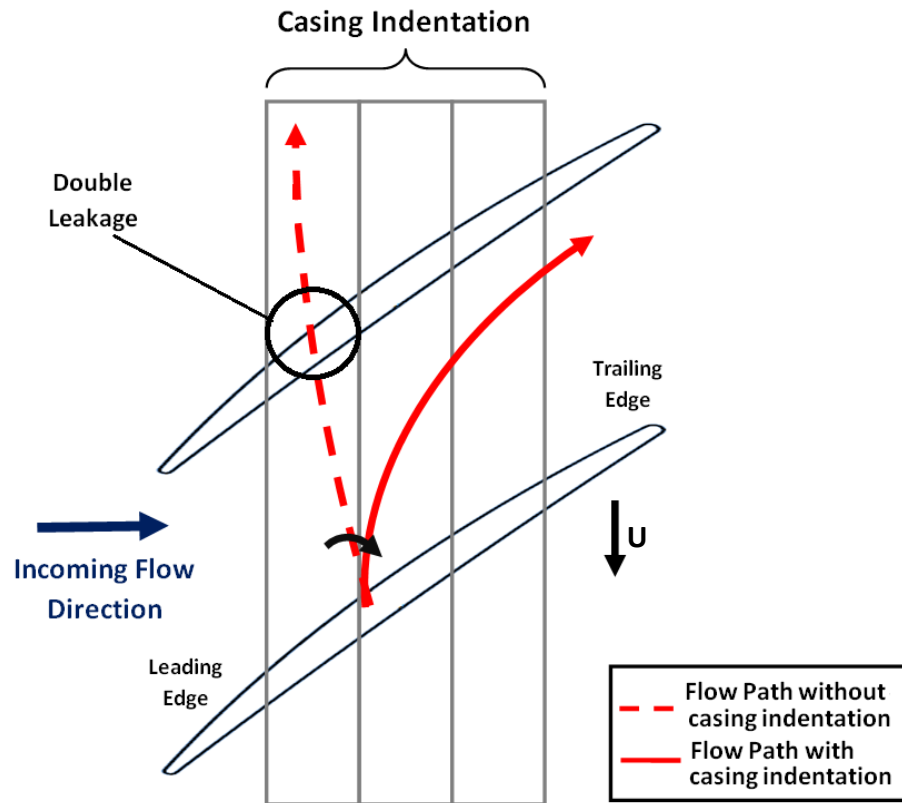 Casing Indentation
Double
Leakage
Trailing
Edge
U
Incoming Flow
Direction
Leading
Edge
Flow Path without
casing indentation
Flow Path with
casing indentation